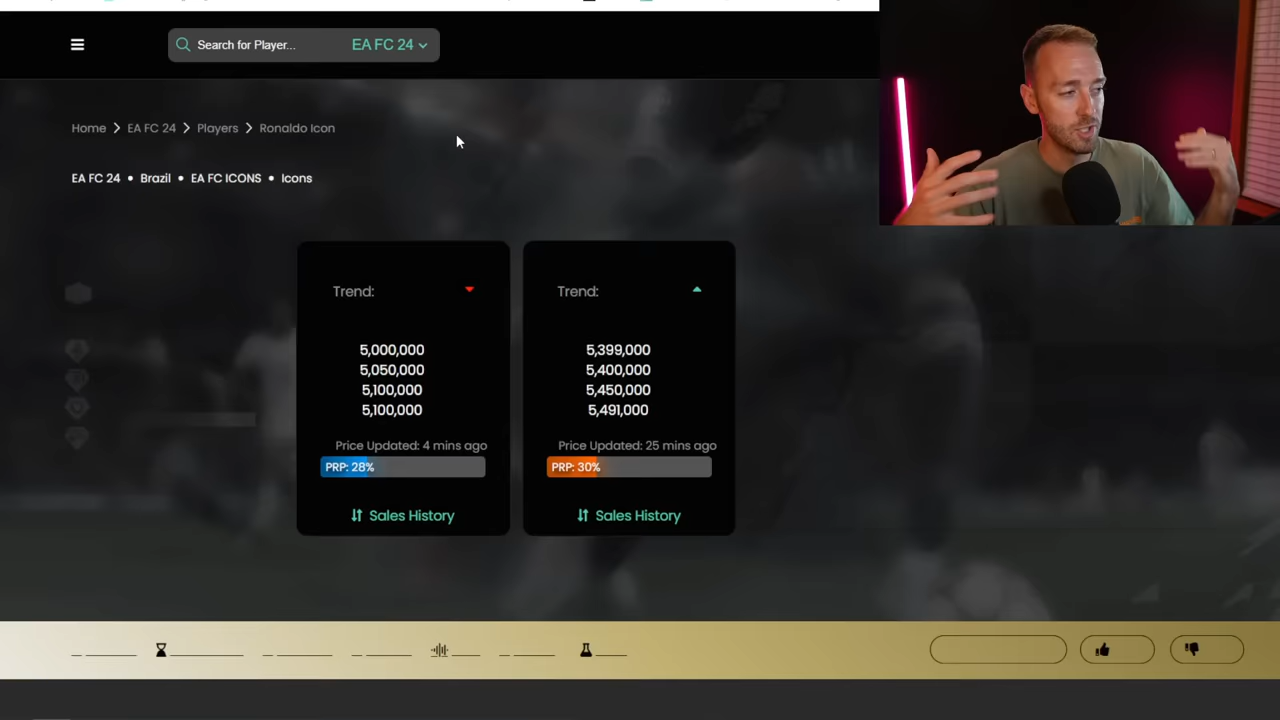 Search for Player...
EA FC 24
Home
EA FC 24
Players
Ronaldo Icon
EA FC 24 • Brazil • EA FC ICONS • Icons
Trend:
5,000,000
5,050,000
5,100,000
5,100,000
Price Updated: 4 mins ago
PRP: 28%
Sales History
Trend:
5,399,000
5,400,000
5,450,000
5,491,000
Price Updated: 25 mins ago
PRP: 30%
Sales History